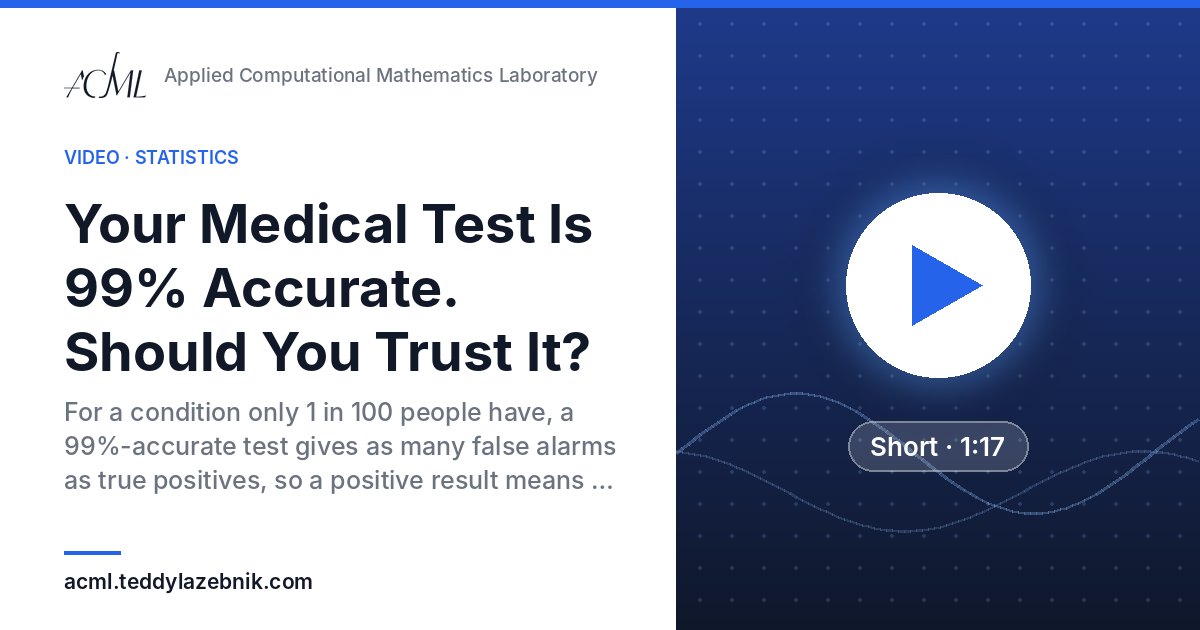 ACML Applied Computational Mathematics Laboratory
VIDEO · STATISTICS
Your Medical Test Is
99% Accurate.
Should You Trust It?
For a condition only 1 in 100 people have, a
99%-accurate test gives as many false alarms
as true positives, so a positive result means ...
Short · 1:17
acml.teddylazebnik.com